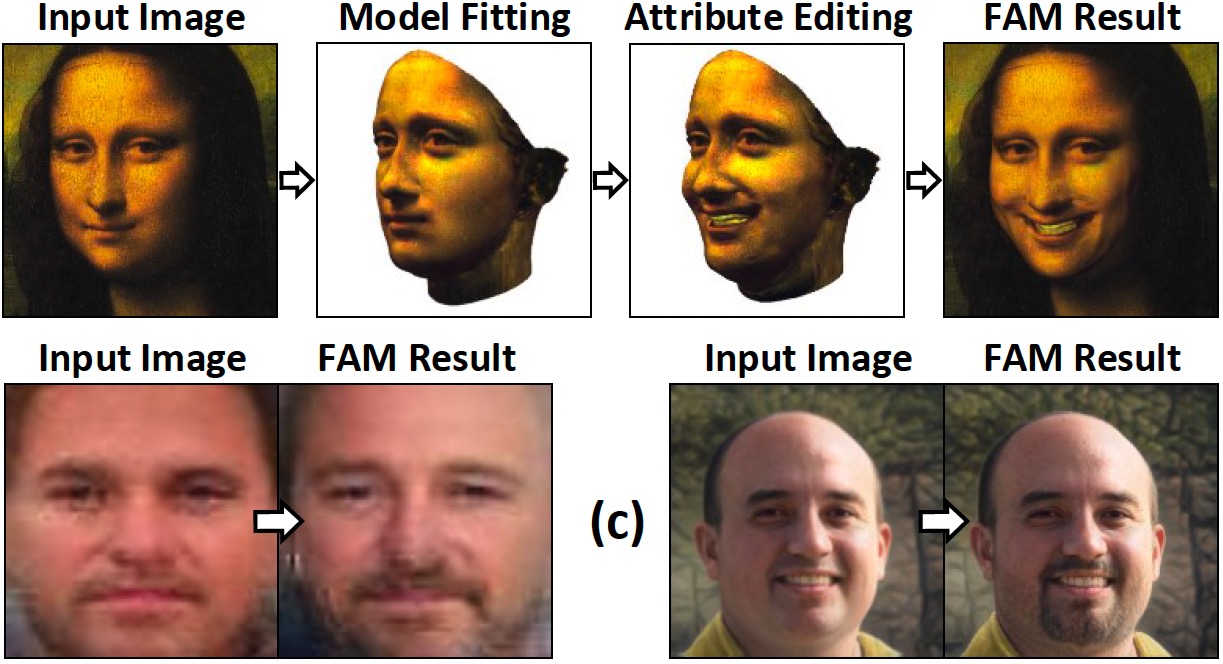 Input Image Model Fitting Attribute Editing FAM Result
Input Image FAM Result Input Image FAM Result
(c)